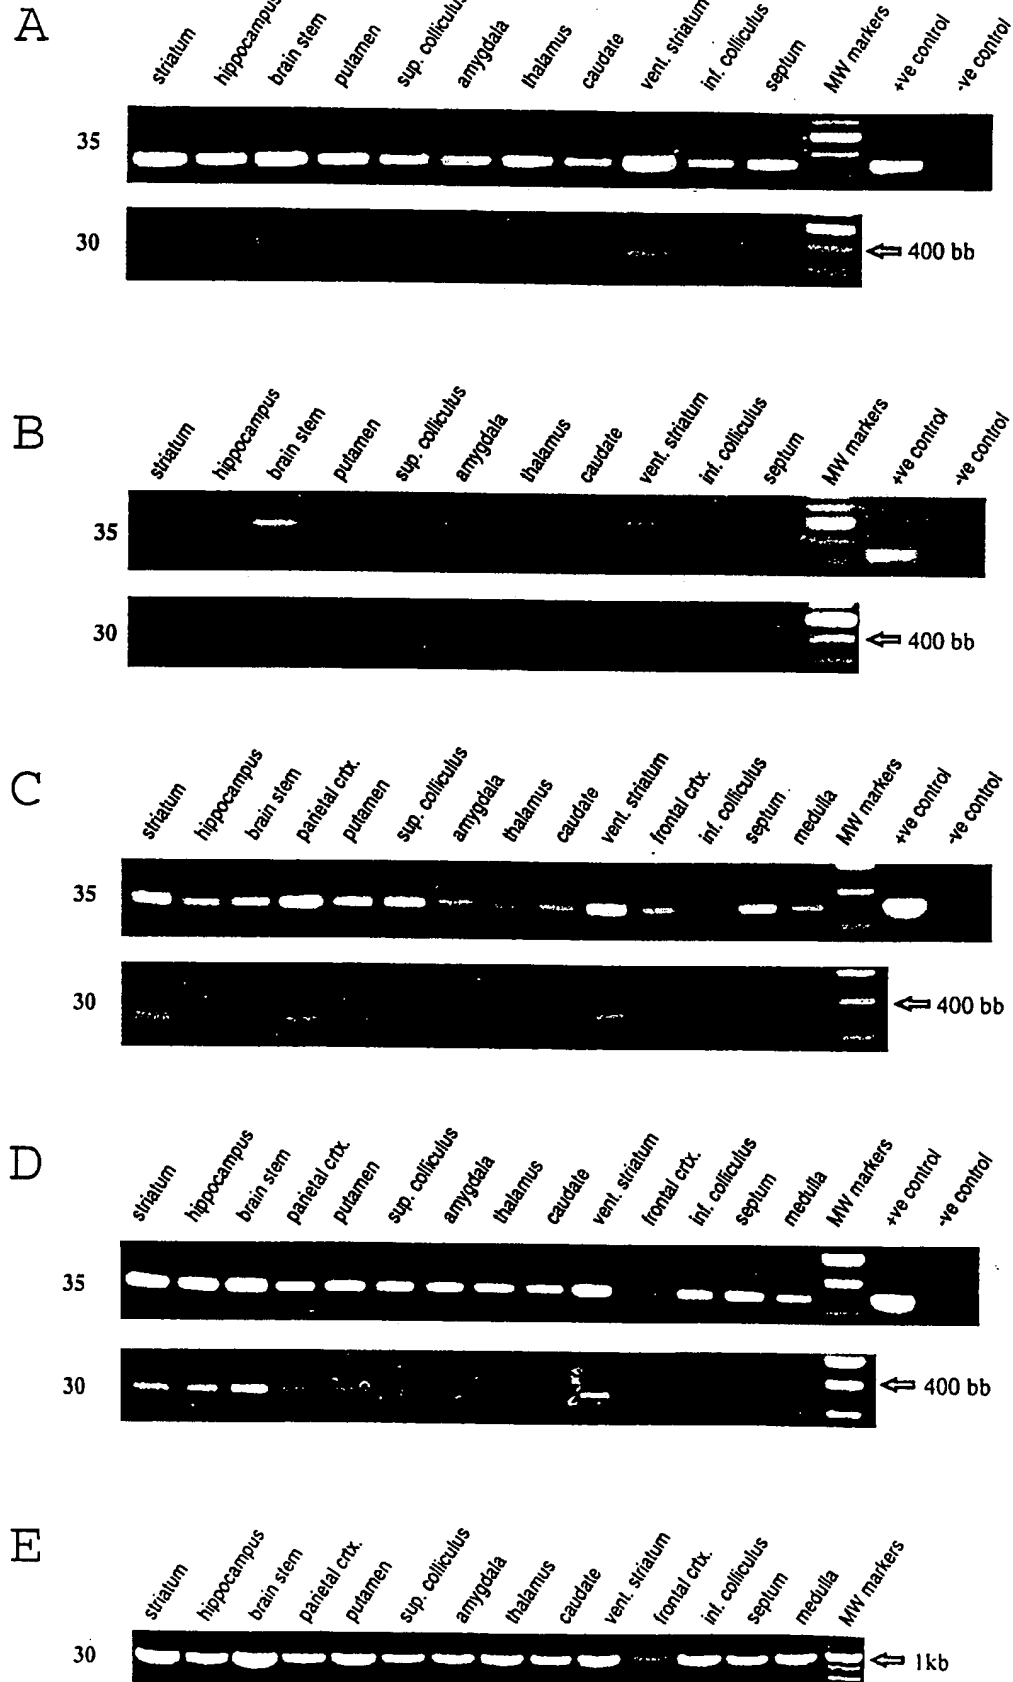 A
striatum hippocampus brain stem putamen sup. colliculus amygdala thalamus caudate vent. striatum inf. colliculus septum MW markers +ve control -ve control
35
30
400 bb
B
striatum hippocampus brain stem putamen sup. colliculus amygdala thalamus caudate vent. striatum inf. colliculus septum MW markers +ve control -ve control
35
30
400 bb
C
striatum hippocampus brain stem parietal crtx. putamen sup. colliculus amygdala thalamus caudate vent. striatum frontal crtx. inf. colliculus septum medulla MW markers +ve control -ve control
35
30
400 bb
D
striatum hippocampus brain stem parietal crtx. putamen sup. colliculus amygdala thalamus caudate vent. striatum frontal crtx. inf. colliculus septum medulla MW markers +ve control -ve control
35
30
400 bb
E
striatum hippocampus brain stem parietal crtx. putamen sup. colliculus amygdala thalamus caudate vent. striatum frontal crtx. inf. colliculus septum medulla MW markers
30
1kb